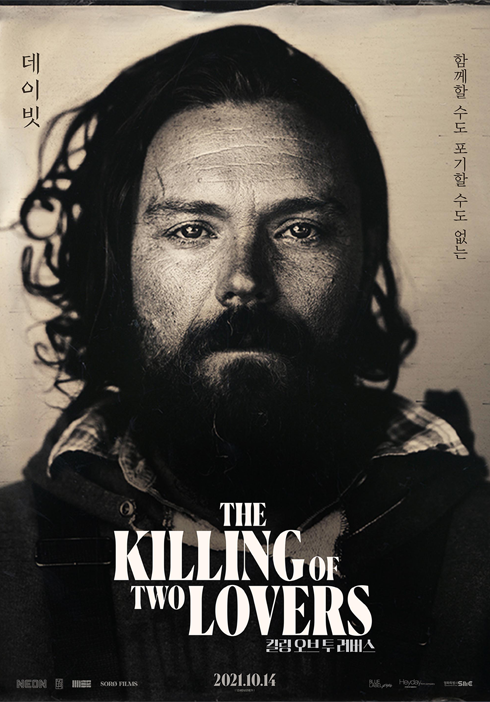 데이빗
함께할 수도 포기할 수도 없는
THE
KILLING OF
TWO LOVERS
킬링 오브 투 러버스
NEON
SORØ FILMS
2021.10.14